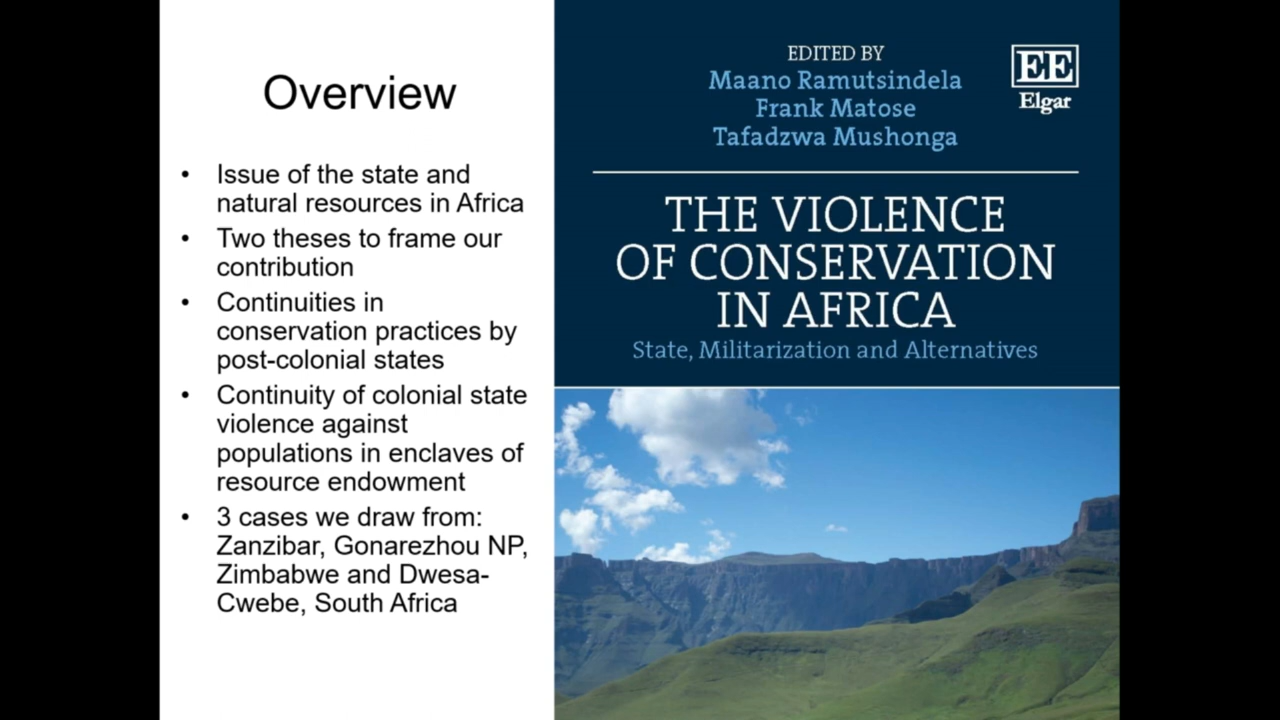 Overview
• Issue of the state and
natural resources in Africa
• Two theses to frame our
contribution
• Continuities in
conservation practices by
post-colonial states
• Continuity of colonial state
violence against
populations in enclaves of
resource endowment
• 3 cases we draw from:
Zanzibar, Gonarezhou NP,
Zimbabwe and Dwesa-
Cwebe, South Africa
EDITED BY
Maano Ramutsindela
Frank Matose
Tafadzwa Mushonga
EE
Elgar
THE VIOLENCE
OF CONSERVATION
IN AFRICA
State, Militarization and Alternatives